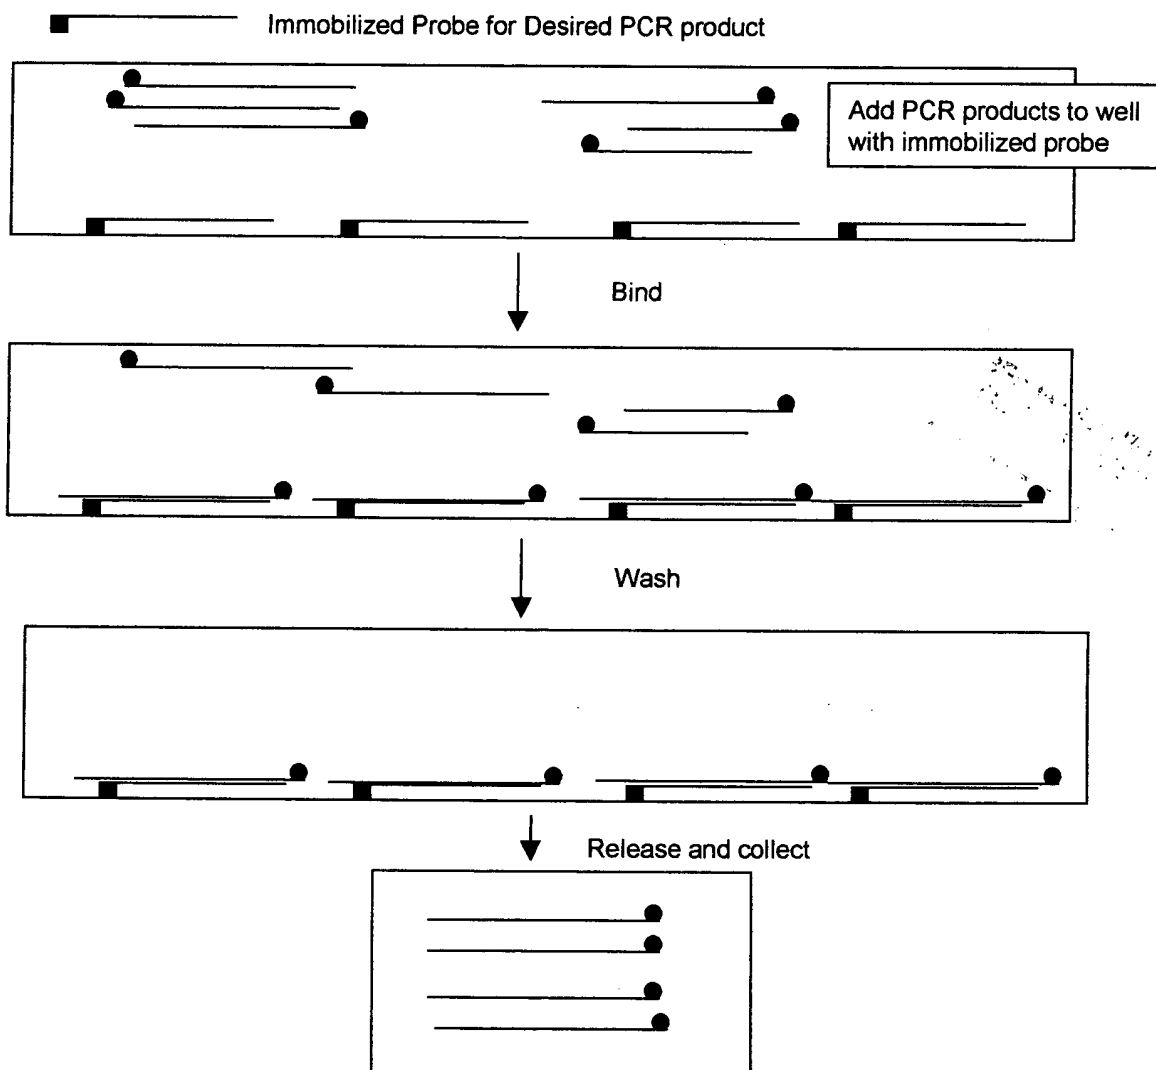 Immobilized Probe for Desired PCR product
Add PCR products to well
with immobilized probe
Bind
Wash
Release and collect